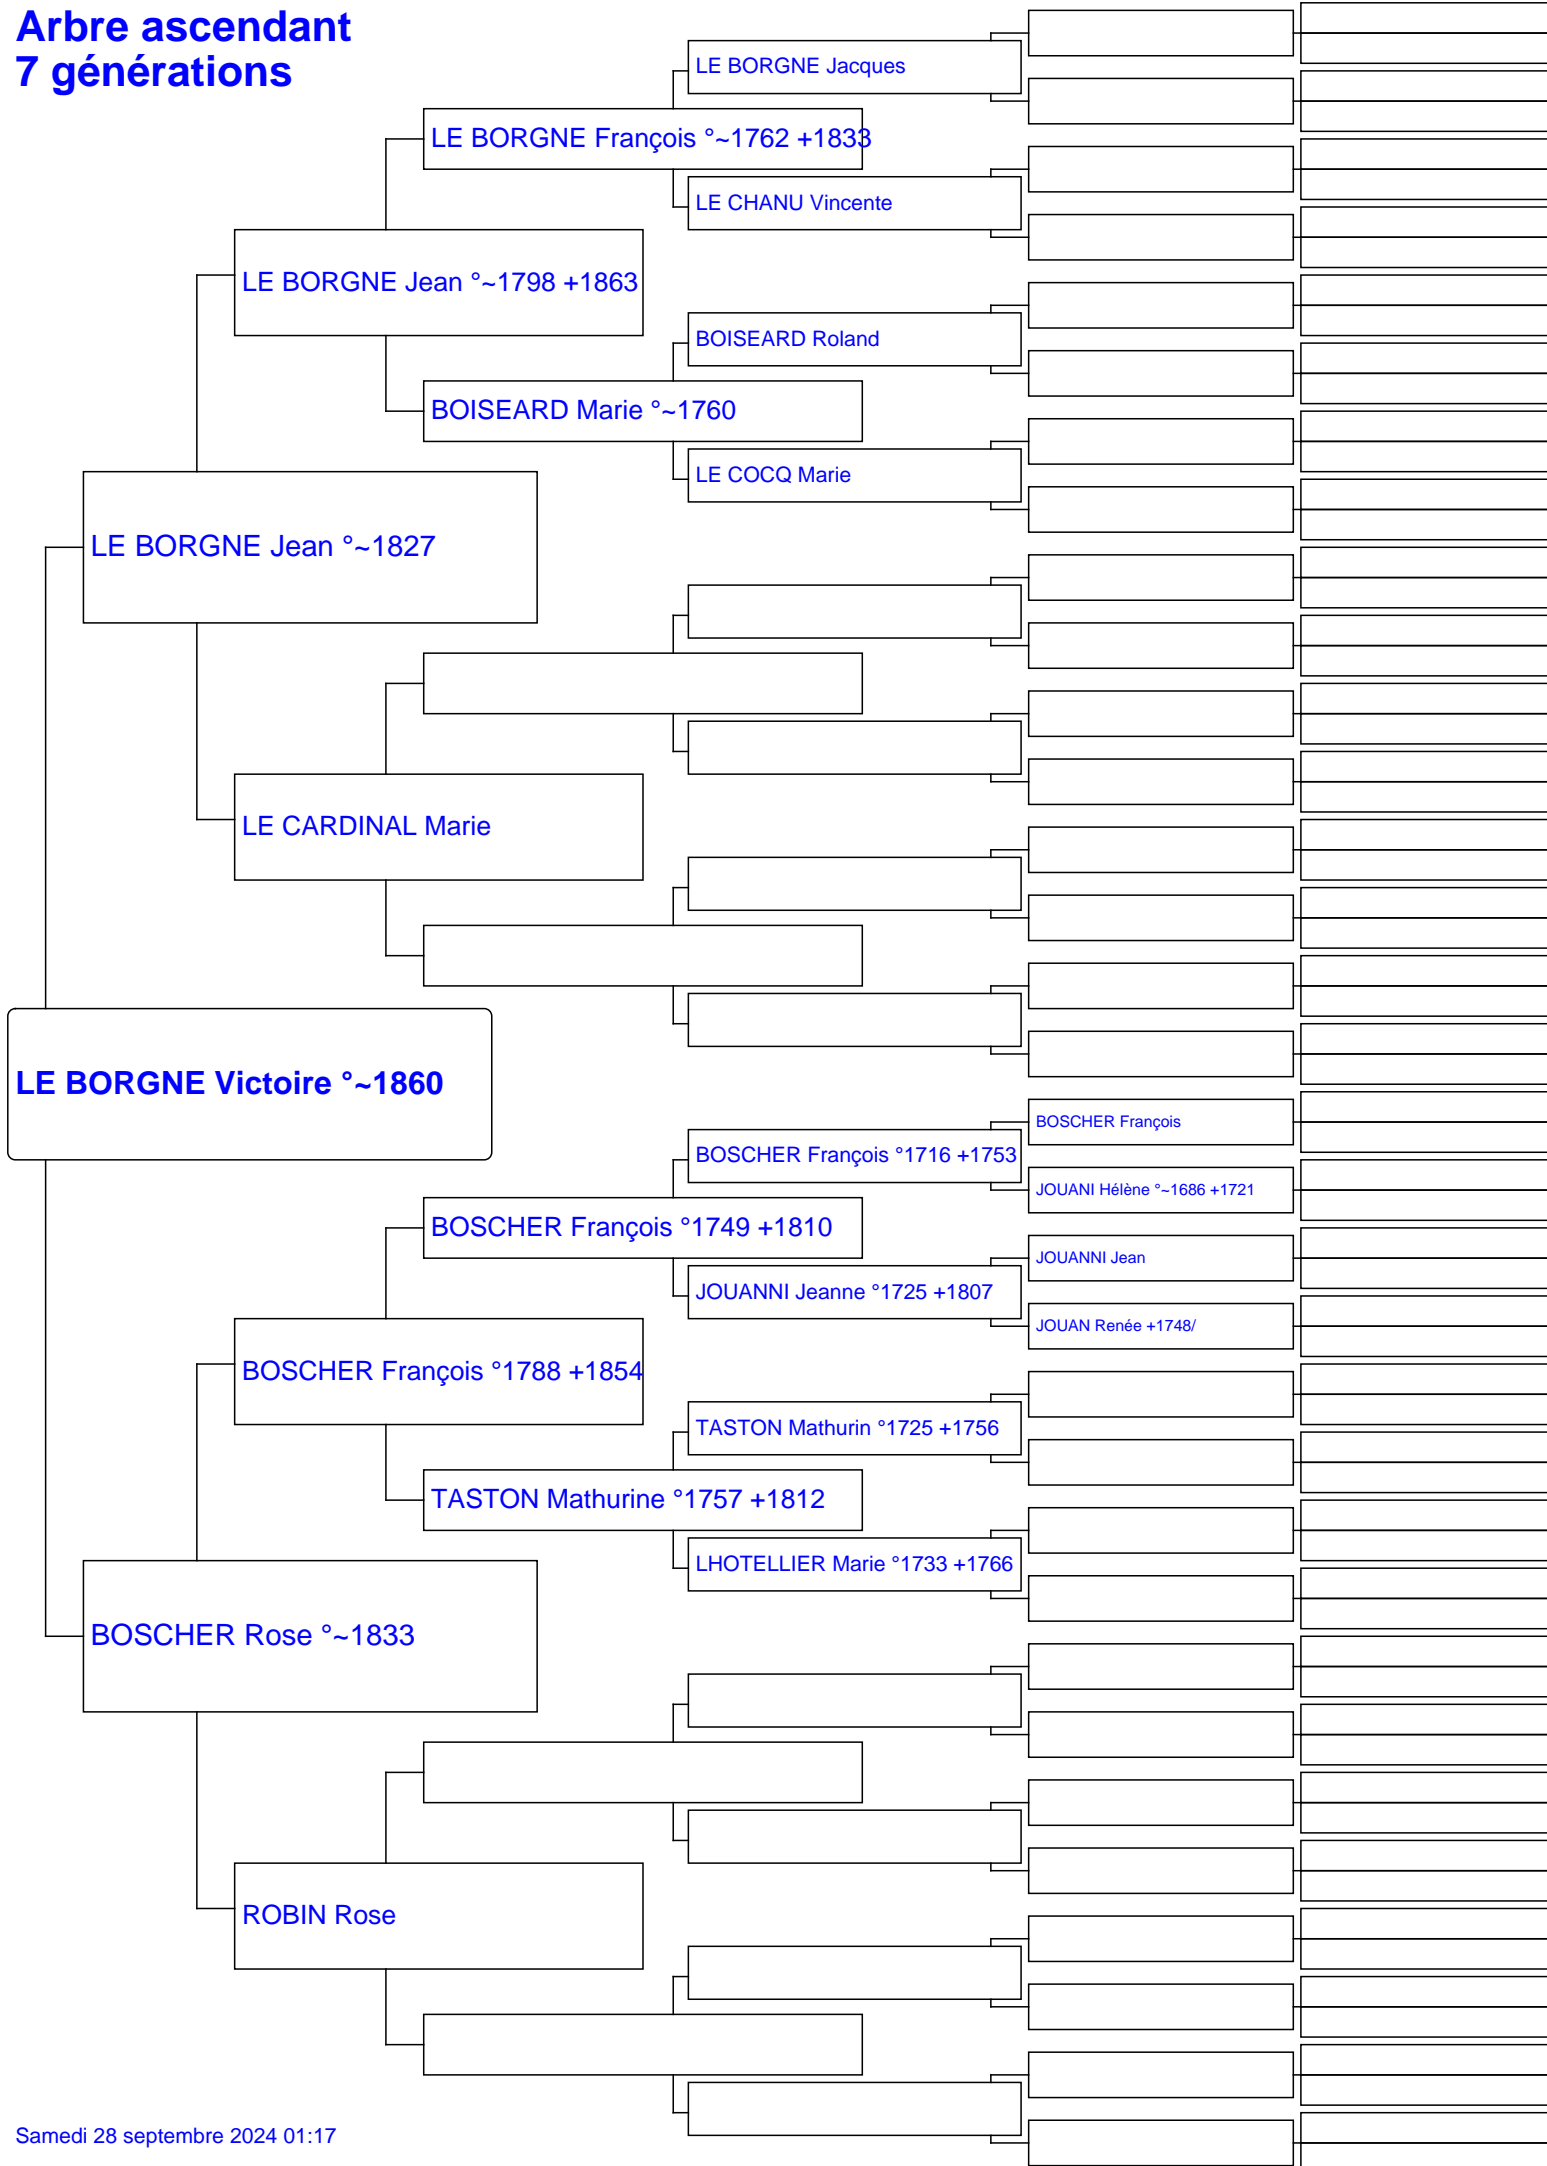 Arbre ascendant
7 générations
LE BORGNE Jacques
LE BORGNE François °~1762 +1833
LE CHANU Vincente
LE BORGNE Jean °~1798 +1863
BOISEARD Roland
BOISEARD Marie °~1760
LE COCQ Marie
LE BORGNE Jean °~1827
LE CARDINAL Marie
LE BORGNE Victoire °~1860
BOSCHER François
BOSCHER François °1716 +1753
JOUANI Hélène °~1686 +1721
BOSCHER François °1749 +1810
JOUANNI Jean
JOUANNI Jeanne °1725 +1807
JOUAN Renée +1748/
BOSCHER François °1788 +1854
TASTON Mathurin °1725 +1756
TASTON Mathurine °1757 +1812
LHOTELLIER Marie °1733 +1766
BOSCHER Rose °~1833
ROBIN Rose
Samedi 28 septembre 2024 01:17